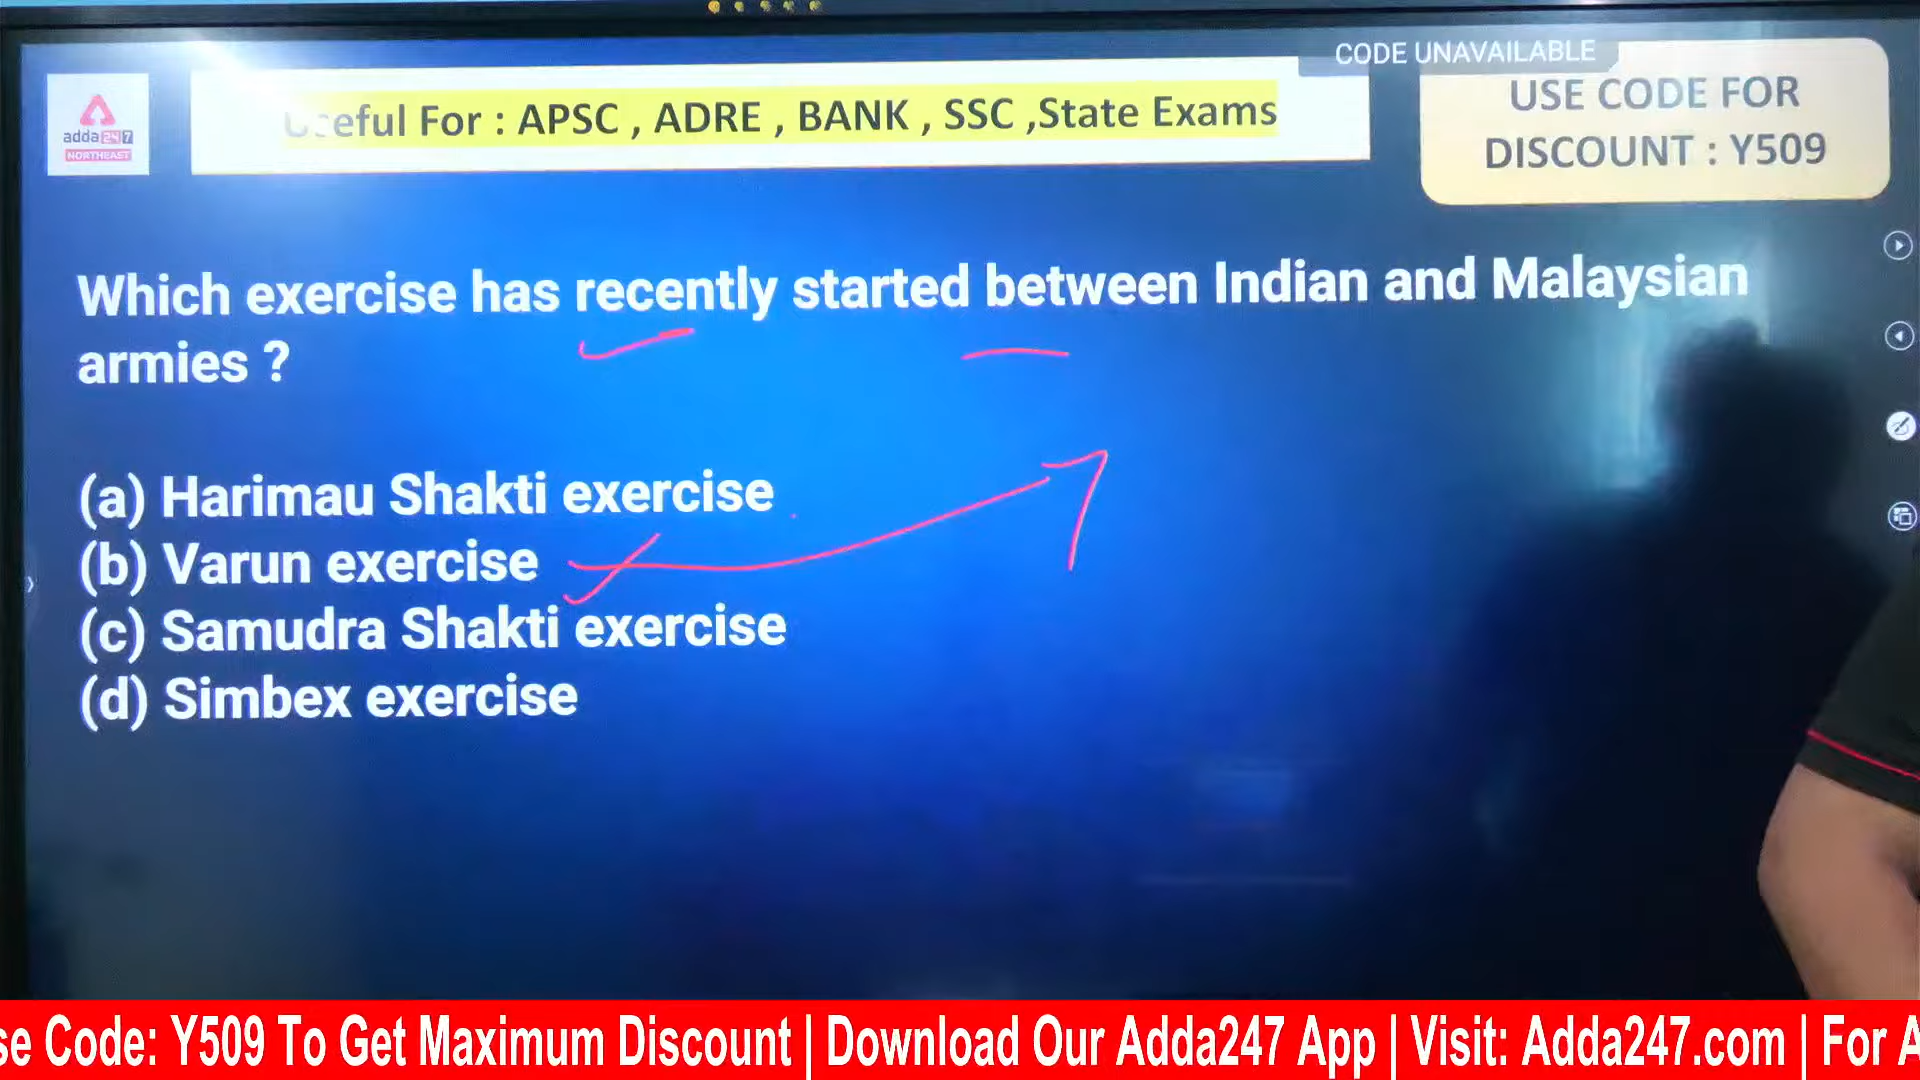 CODE UNAVAILABLE
adda247
NORTHEAST
Useful For : APSC , ADRE , BANK , SSC ,State Exams
USE CODE FOR
DISCOUNT : Y509
Which exercise has recently started between Indian and Malaysian
armies ?
(a) Harimau Shakti exercise
(b) Varun exercise
(c) Samudra Shakti exercise
(d) Simbex exercise
se Code: Y509 To Get Maximum Discount | Download Our Adda247 App | Visit: Adda247.com | For A